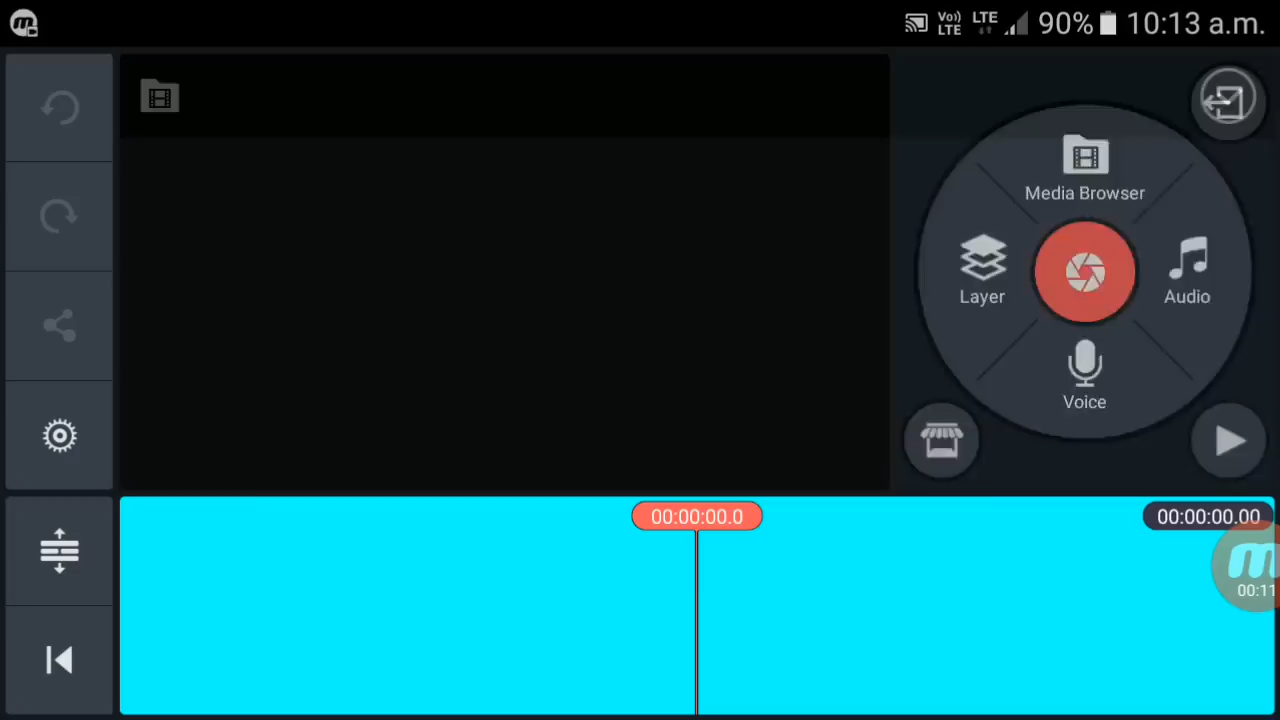 Vo) LTE LTE 90% 10:13 a.m.
Media Browser
Layer
Audio
Voice
00:00:00.0
00:00:00.00
00:11